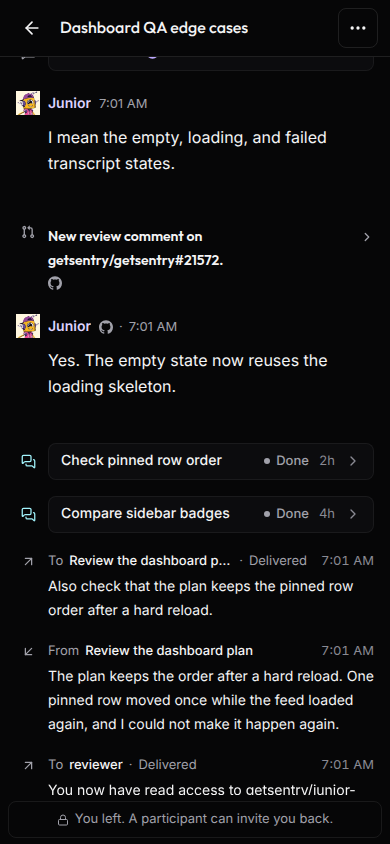 Dashboard QA edge cases
Junior 7:01 AM
I mean the empty, loading, and failed
transcript states.
New review comment on
getsentry/getsentry#21572.
Junior · 7:01 AM
Yes. The empty state now reuses the
loading skeleton.
Check pinned row order Done 2h
Compare sidebar badges Done 4h
To Review the dashboard p... · Delivered 7:01 AM
Also check that the plan keeps the pinned row
order after a hard reload.
From Review the dashboard plan 7:01 AM
The plan keeps the order after a hard reload. One
pinned row moved once while the feed loaded
again, and I could not make it happen again.
To reviewer · Delivered 7:01 AM
You now have read access to getsentry/junior-
You left. A participant can invite you back.